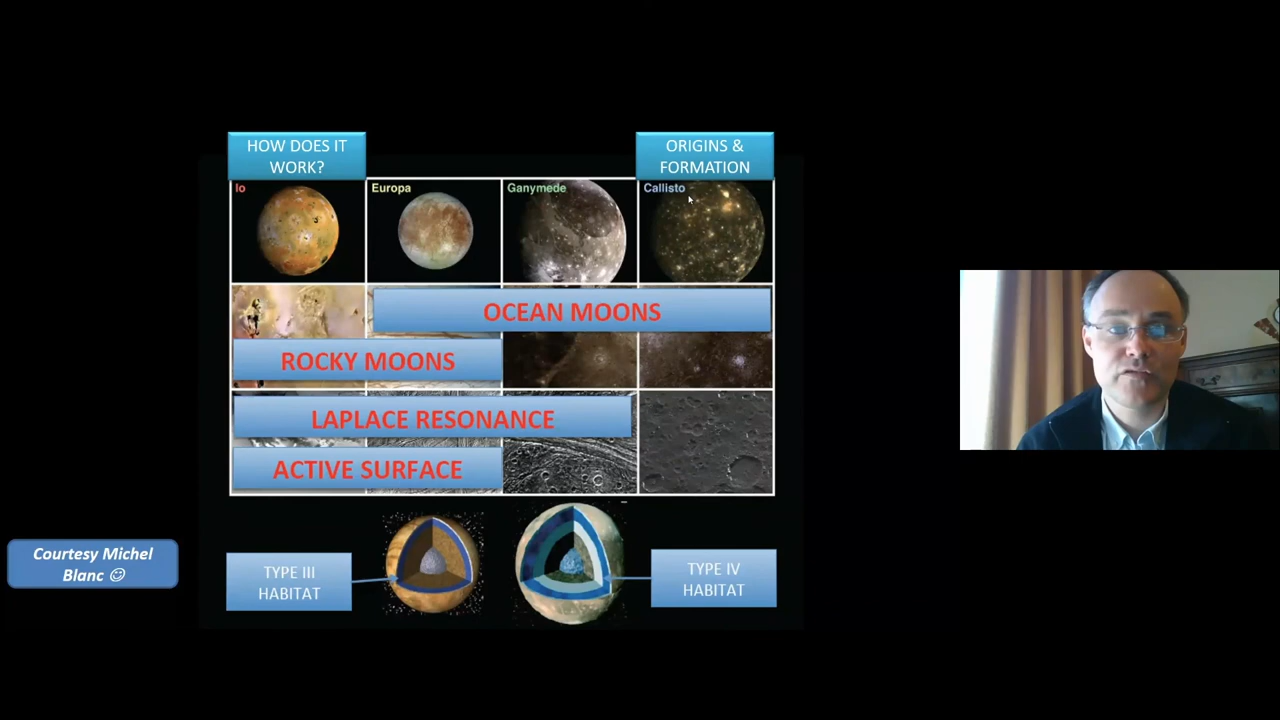 HOW DOES IT
WORK?
ORIGINS &
FORMATION
Io
Europa
Ganymede
Callisto
OCEAN MOONS
ROCKY MOONS
LAPLACE RESONANCE
ACTIVE SURFACE
Courtesy Michel
Blanc ☺
TYPE III
HABITAT
TYPE IV
HABITAT